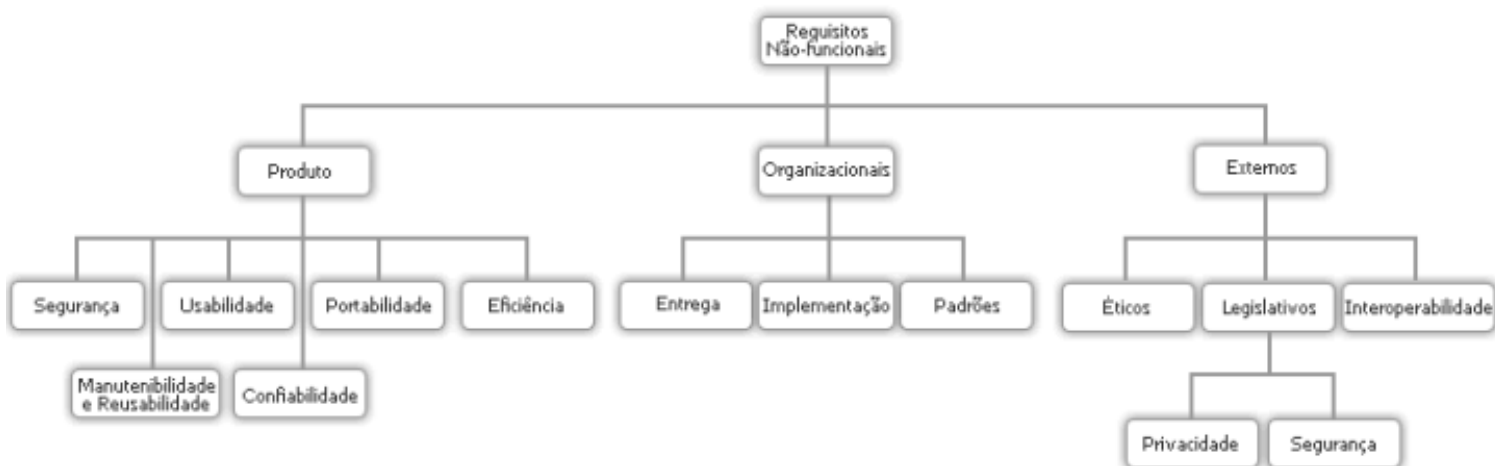 Requisitos
Não-funcionais
Produto
Organizacionais
Externos
Segurança
Usabilidade
Portabilidade
Eficiência
Entrega
Implementação
Padrões
Éticos
Legislativos
Interoperabilidade
Manutenibilidade
e Reusabilidade
Confiabilidade
Privacidade
Segurança